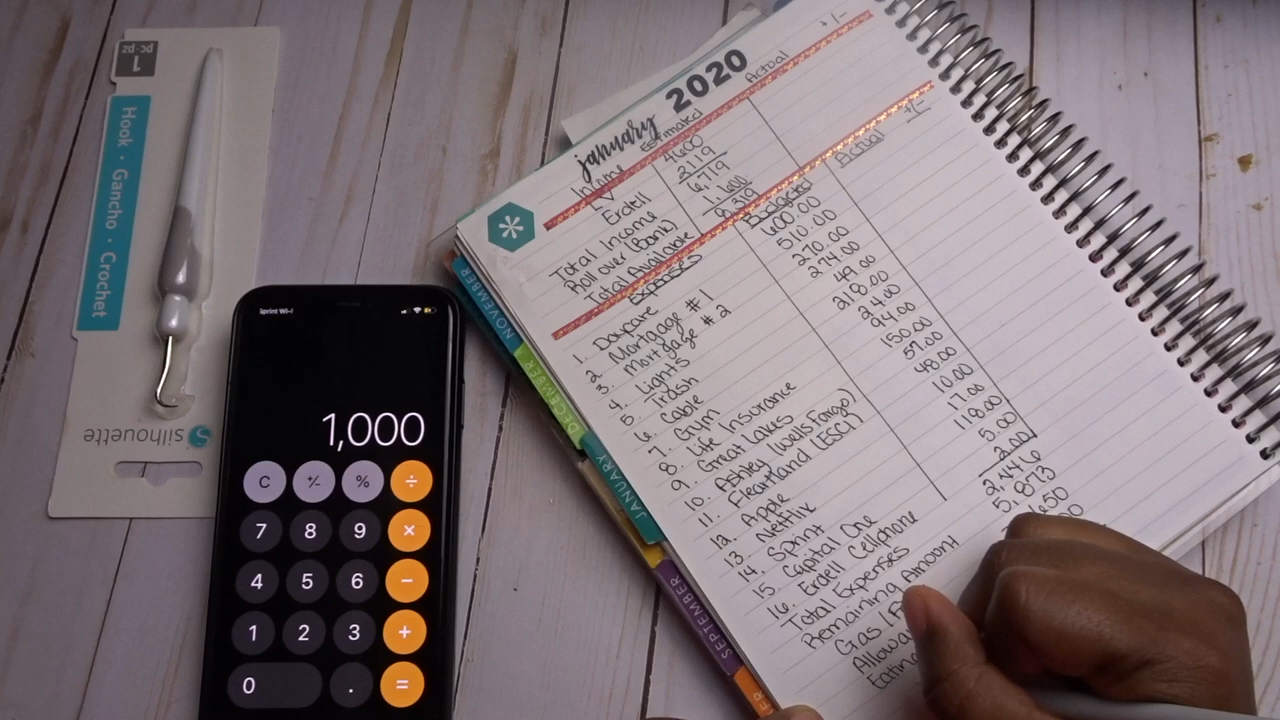 1
pc·pz
Hook · Gancho · Crochet
silhouette
Sprint Wi-F
1,000
C +/- % ÷
7 8 9 ×
4 5 6 −
1 2 3 +
0 . =
NOVEMBER
DECEMBER
JANUARY
SEPTEMBER
january 2020
Estimated Actual +/-
4600
Erdell 2119
Total Income 6,719
Roll over (Bank) 1,600
Total Available 8,319
Expenses Budgeted Actual +/-
1. Daycare 600.00
2. Mortgage #1 510.00
3. Mortgage #2 270.00
4. Lights 274.00
5. Trash 49.00
6. Cable 218.00
7. Gym 24.00
8. Life Insurance 94.00
9. Great Lakes 150.00
10. Ashley (Wells Fargo) 57.00
11. Heartland (ESC) 48.00
12. Apple 10.00
13. Netflix 17.00
14. Sprint 118.00
15. Capital One 5.00
16. Erdell Cellphone 2.00
Total Expenses 2,446
Remaining Amount 5,873
Gas